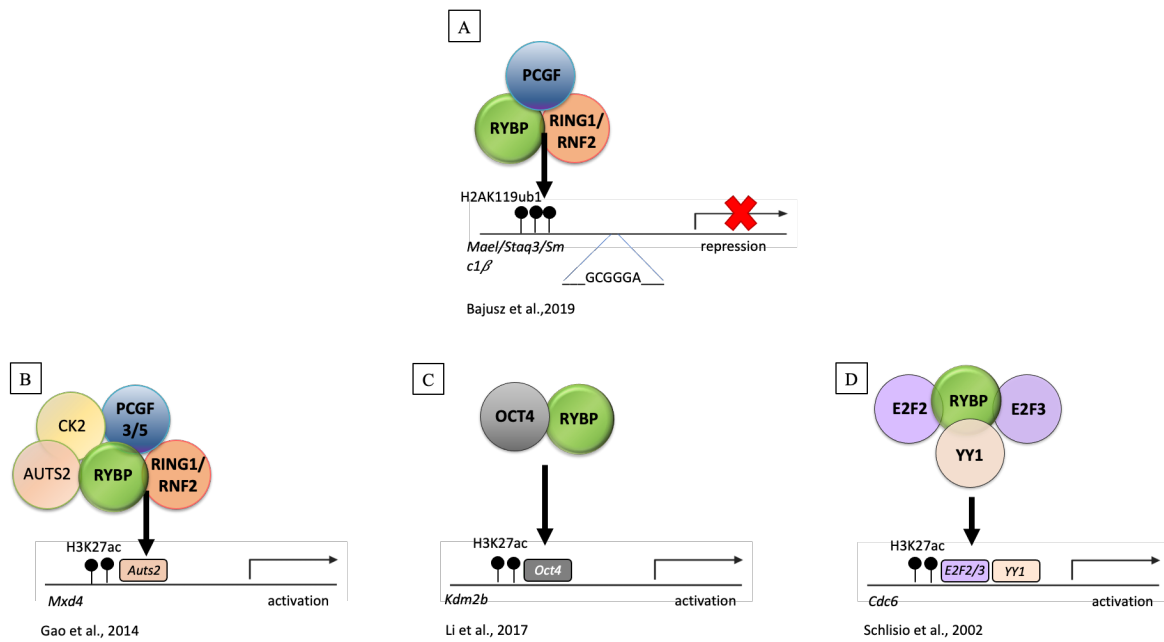 A
PCGF
RYBP
RING1/
RNF2
H2AK119ub1
Mael/Staq3/Sm
c1β
repression
___GCGGGA___
Bajusz et al.,2019
B
CK2
PCGF
3/5
AUTS2
RYBP
RING1/
RNF2
H3K27ac
Auts2
Mxd4
activation
Gao et al., 2014
C
OCT4
RYBP
H3K27ac
Oct4
Kdm2b
activation
Li et al. 2017
D
E2F2
RYBP
E2F3
YY1
H3K27ac
E2F2/3
YY1
Cdc6
activation
Schlisio et al., 2002